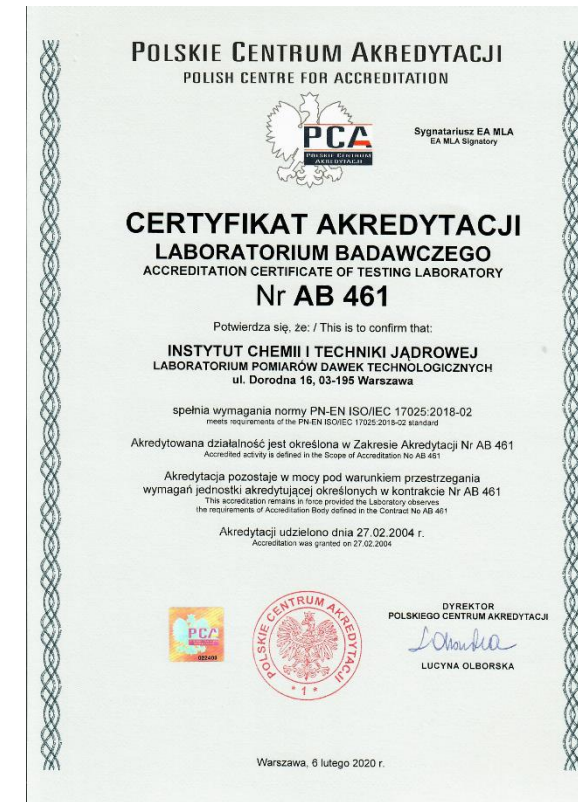 POLSKIE CENTRUM AKREDYTACJI
POLISH CENTRE FOR ACCREDITATION
PCA
POLSKIE CENTRUM
AKREDYTACJI
Sygnatariusz EA MLA
EA MLA Signatory
CERTYFIKAT AKREDYTACJI
LABORATORIUM BADAWCZEGO
ACCREDITATION CERTIFICATE OF TESTING LABORATORY
Nr AB 461
Potwierdza się, że: / This is to confirm that:
INSTYTUT CHEMII I TECHNIKI JĄDROWEJ
LABORATORIUM POMIARÓW DAWEK TECHNOLOGICZNYCH
ul. Dorodna 16, 03-195 Warszawa
spełnia wymagania normy PN-EN ISO/IEC 17025:2018-02
meets requirements of the PN-EN ISO/IEC 17025:2018-02 standard
Akredytowana działalność jest określona w Zakresie Akredytacji Nr AB 461
Accredited activity is defined in the Scope of Accreditation No AB 461
Akredytacja pozostaje w mocy pod warunkiem przestrzegania
wymagań jednostki akredytującej określonych w kontrakcie Nr AB 461
This accreditation remains in force provided the Laboratory observes
the requirements of Accreditation Body defined in the Contract No AB 461
Akredytacji udzielono dnia 27.02.2004 r.
Accreditation was granted on 27.02.2004
PCA
POLSKIE CENTRUM AKREDYTACJI
* 1 *
DYREKTOR
POLSKIEGO CENTRUM AKREDYTACJI
LUCYNA OLBORSKA
Warszawa, 6 lutego 2020 r.